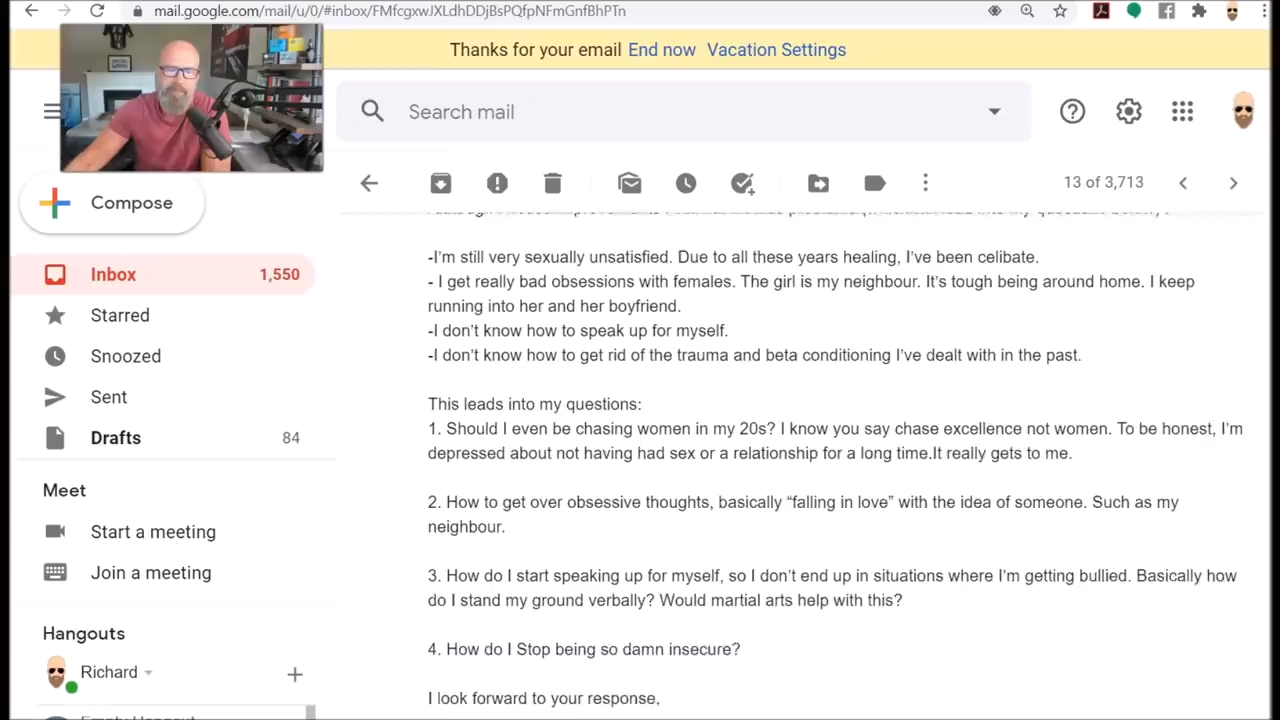 mail.google.com/mail/u/0/#inbox/FMfcgxwJXLdhDDjBsPQfpNFmGnfBhPTn
Thanks for your email End now Vacation Settings
Search mail
Compose
13 of 3,713
Inbox 1,550
Starred
Snoozed
Sent
Drafts 84
Meet
Start a meeting
Join a meeting
Hangouts
Richard
-I'm still very sexually unsatisfied. Due to all these years healing, I've been celibate.
- I get really bad obsessions with females. The girl is my neighbour. It's tough being around home. I keep
running into her and her boyfriend.
-I don't know how to speak up for myself.
-I don't know how to get rid of the trauma and beta conditioning I've dealt with in the past.
This leads into my questions:
1. Should I even be chasing women in my 20s? I know you say chase excellence not women. To be honest, I'm
depressed about not having had sex or a relationship for a long time.It really gets to me.
2. How to get over obsessive thoughts, basically “falling in love” with the idea of someone. Such as my
neighbour.
3. How do I start speaking up for myself, so I don't end up in situations where I'm getting bullied. Basically how
do I stand my ground verbally? Would martial arts help with this?
4. How do I Stop being so damn insecure?
I look forward to your response,